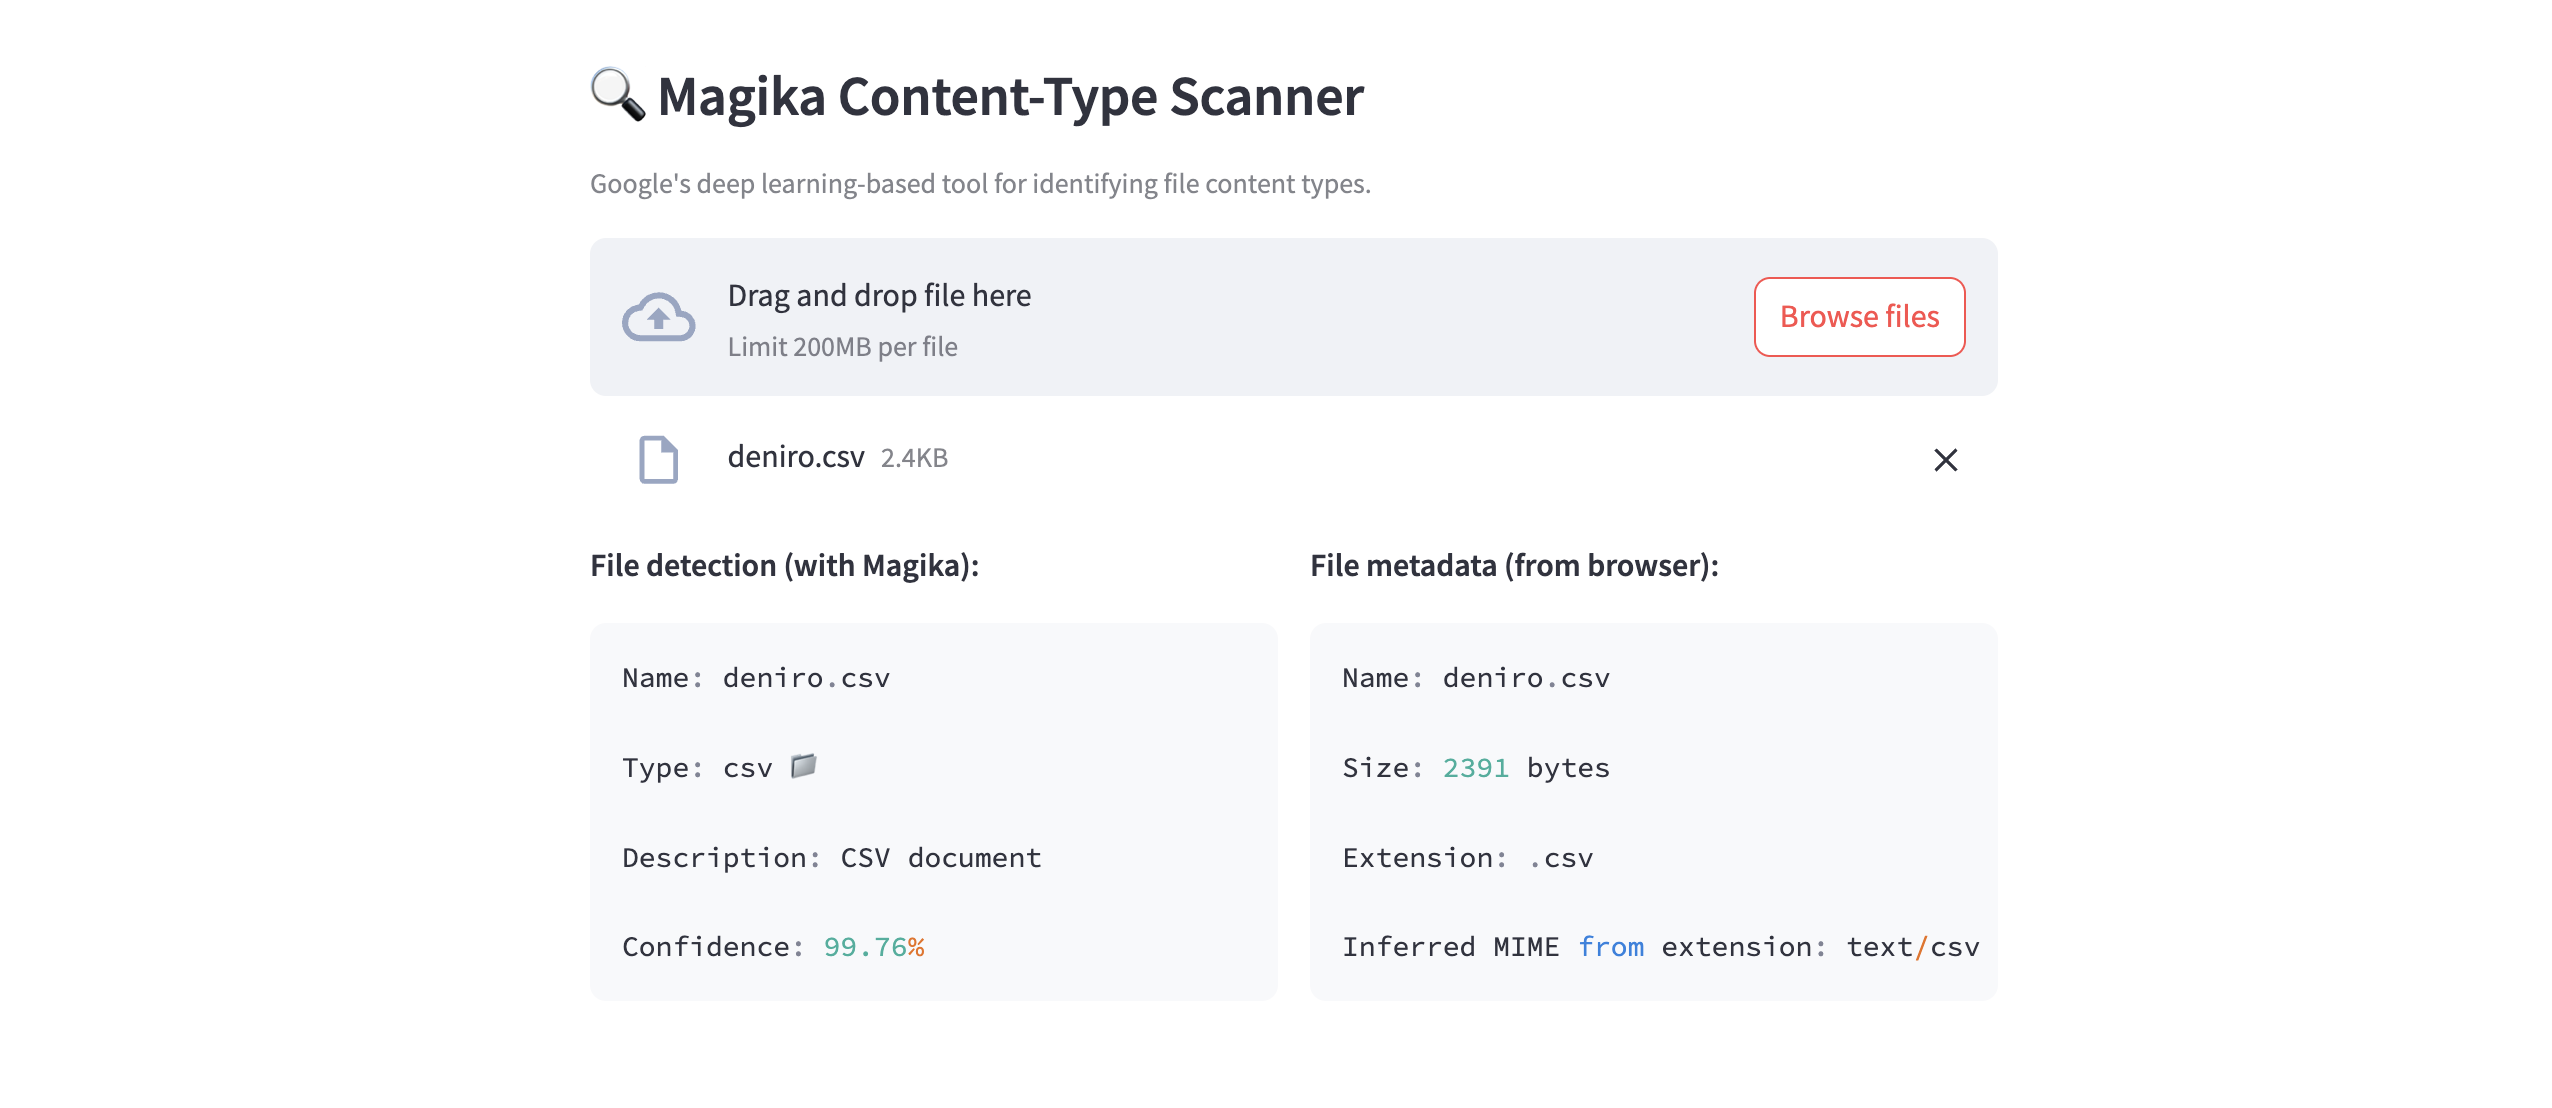 🔍 Magika Content-Type Scanner
Google's deep learning-based tool for identifying file content types.
Drag and drop file here
Limit 200MB per file
Browse files
deniro.csv 2.4KB
File detection (with Magika):
Name: deniro.csv
Type: csv 📁
Description: CSV document
Confidence: 99.76%
File metadata (from browser):
Name: deniro.csv
Size: 2391 bytes
Extension: .csv
Inferred MIME from extension: text/csv